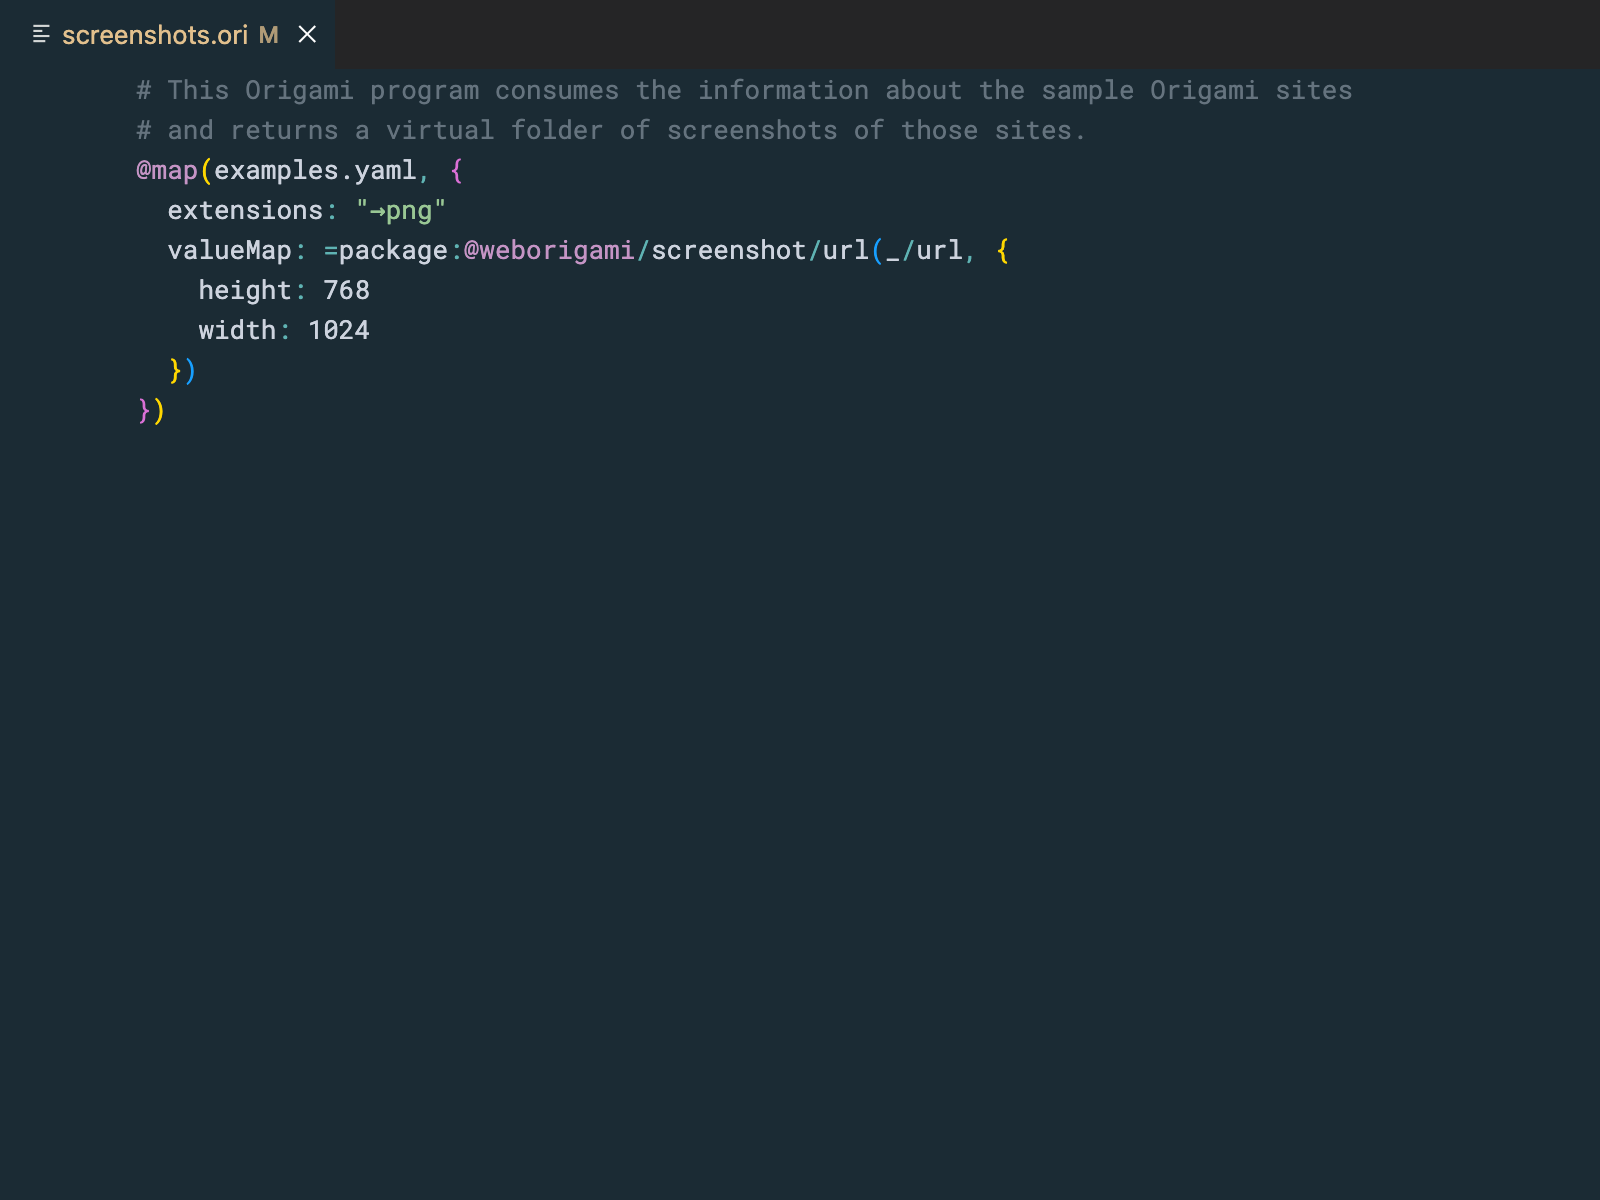 screenshots.ori M
# This Origami program consumes the information about the sample Origami sites
# and returns a virtual folder of screenshots of those sites.
@map(examples.yaml, {
  extensions: "→png"
  valueMap: =package:@weborigami/screenshot/url(_/url, {
    height: 768
    width: 1024
  })
})